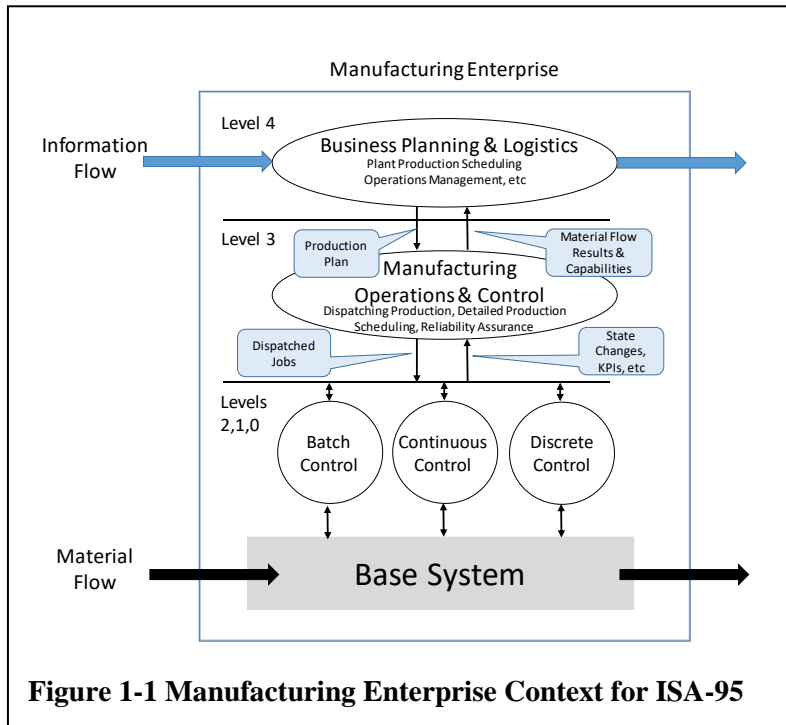 Manufacturing Enterprise
Level 4
Information
Flow
Business Planning & Logistics
Plant Production Scheduling
Operations Management, etc
Level 3
Production
Plan
Material Flow
Results &
Capabilities
Manufacturing
Operations & Control
Dispatching Production, Detailed Production
Scheduling, Reliability Assurance
Dispatched
Jobs
State
Changes,
KPIs, etc
Levels
2,1,0
Batch
Control
Continuous
Control
Discrete
Control
Material
Flow
Base System
Figure 1-1 Manufacturing Enterprise Context for ISA-95